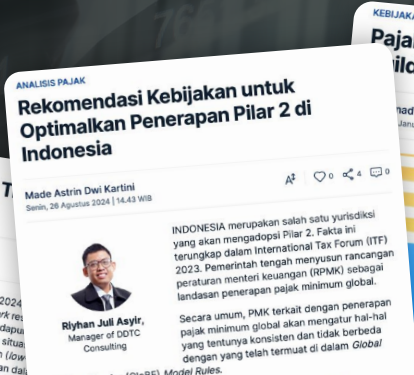 ANALISIS PAJAK
Rekomendasi Kebijakan untuk
Optimalkan Penerapan Pilar 2 di
Indonesia
Made Astrin Dwi Kartini
Senin, 26 Agustus 2024 | 14.43 WIB
0
4
0
Riyhan Juli Asyir,
Manager of DDTC
Consulting
INDONESIA merupakan salah satu yurisdiksi
yang akan mengadopsi Pilar 2. Fakta ini
terungkap dalam International Tax Forum (ITF)
2023. Pemerintah tengah menyusun rancangan
peraturan menteri keuangan (RPMK) sebagai
landasan penerapan pajak minimum global.
Secara umum, PMK terkait dengan penerapan
pajak minimum global akan mengatur hal-hal
yang tentunya konsisten dan tidak berbeda
dengan yang telah termuat di dalam Global
Model Rules.
KEBIJAKA
Paja
2024